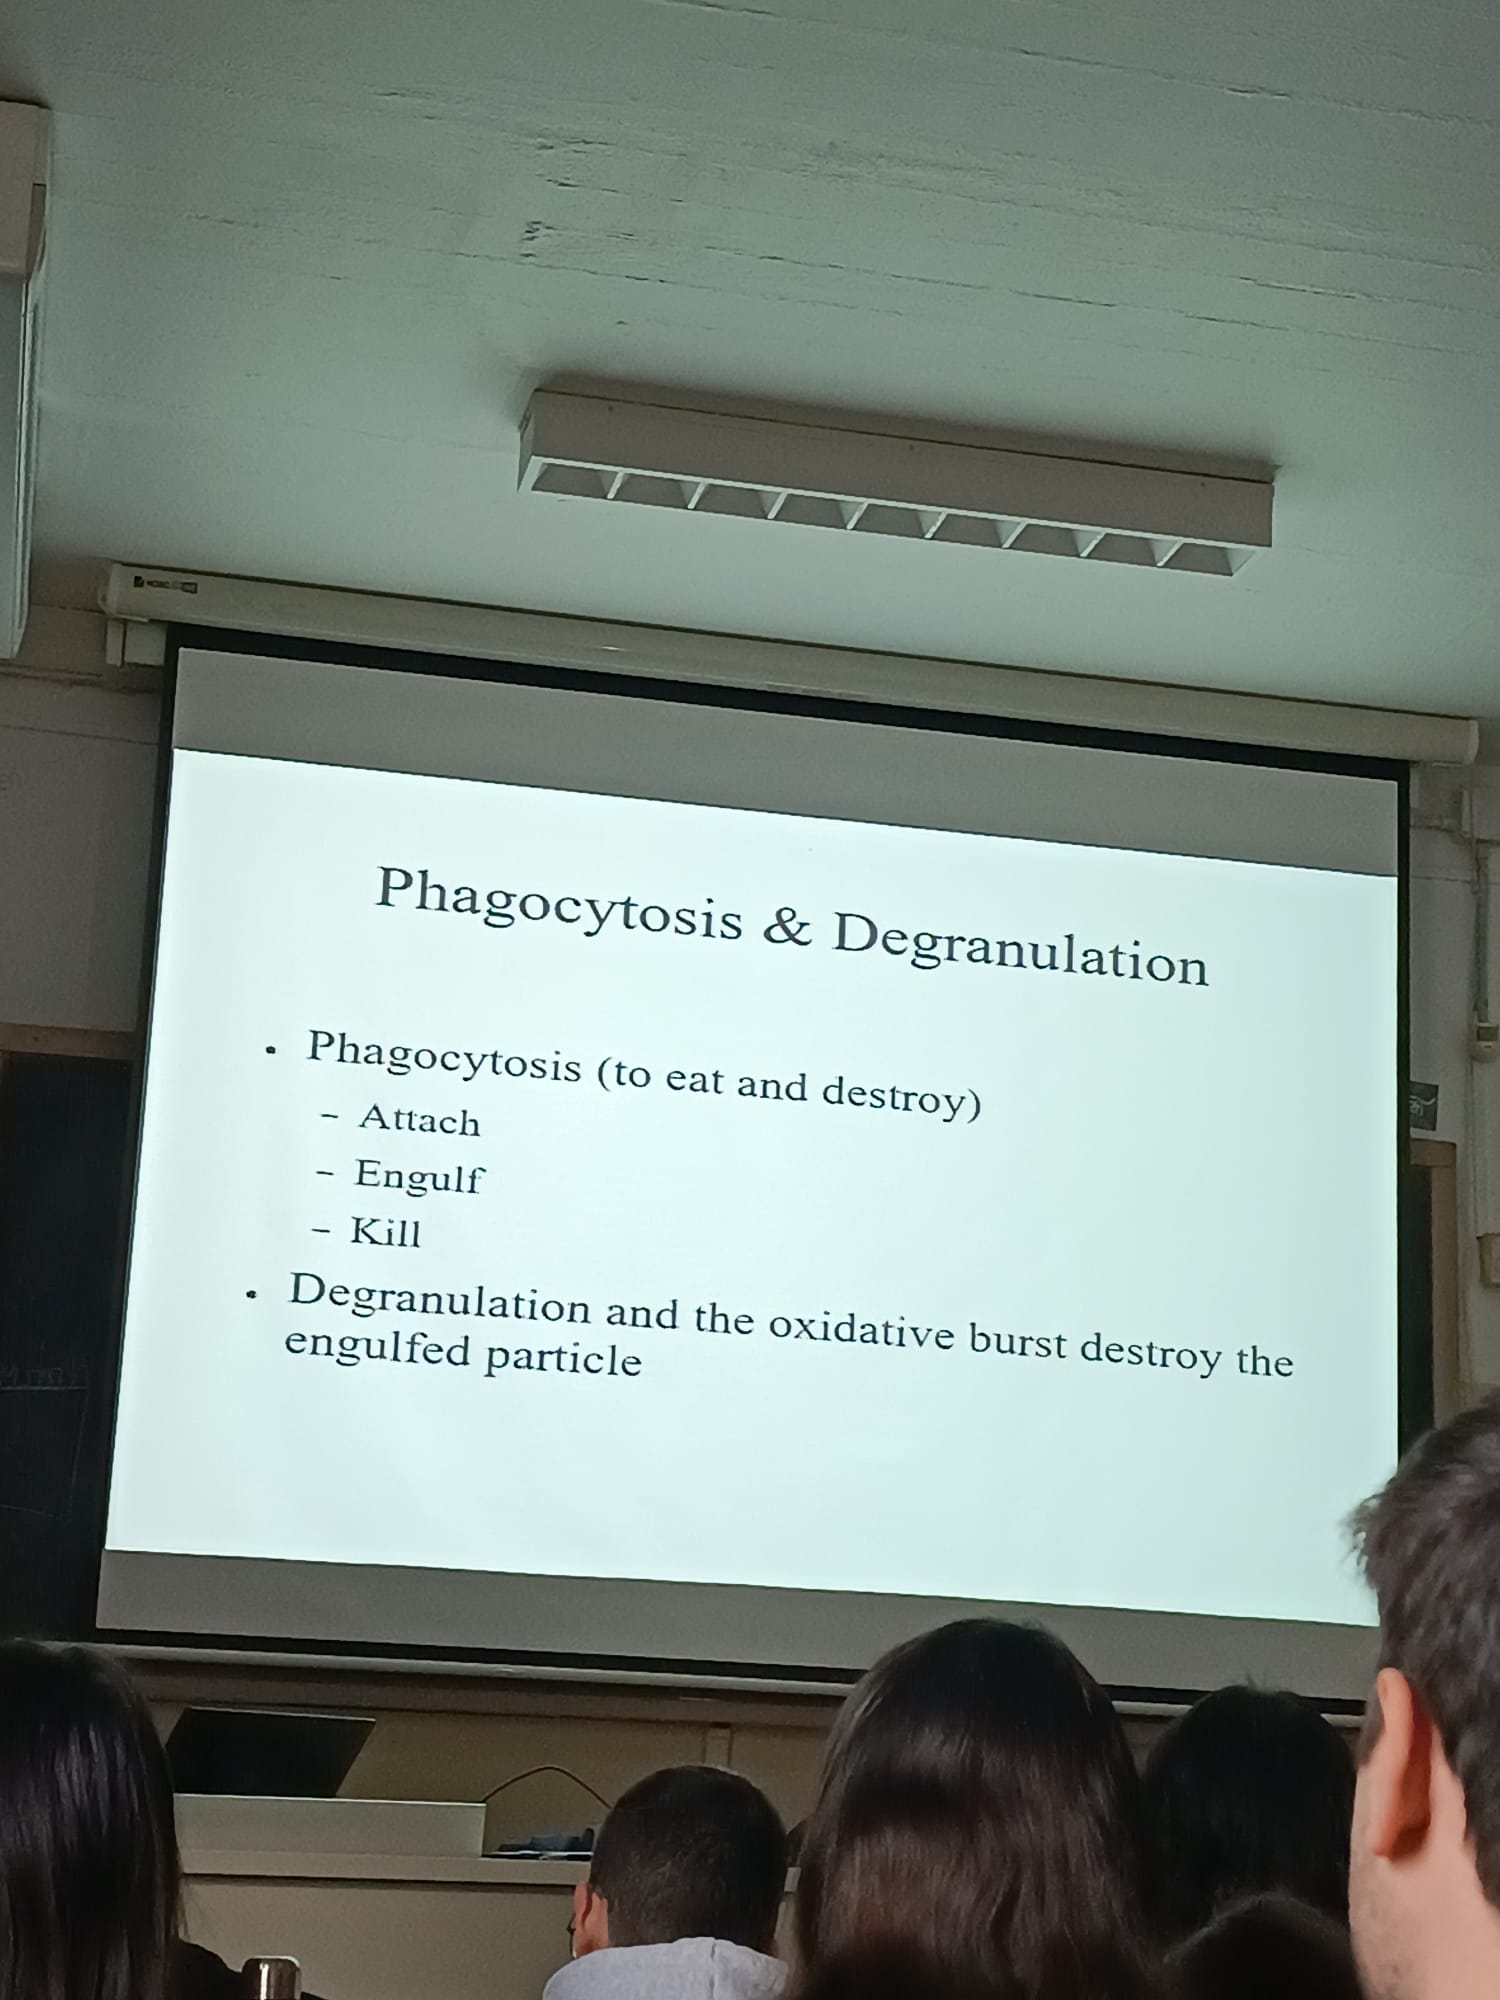 Phagocytosis & Degranulation
• Phagocytosis (to eat and destroy)
– Attach
– Engulf
– Kill
• Degranulation and the oxidative burst destroy the
engulfed particle